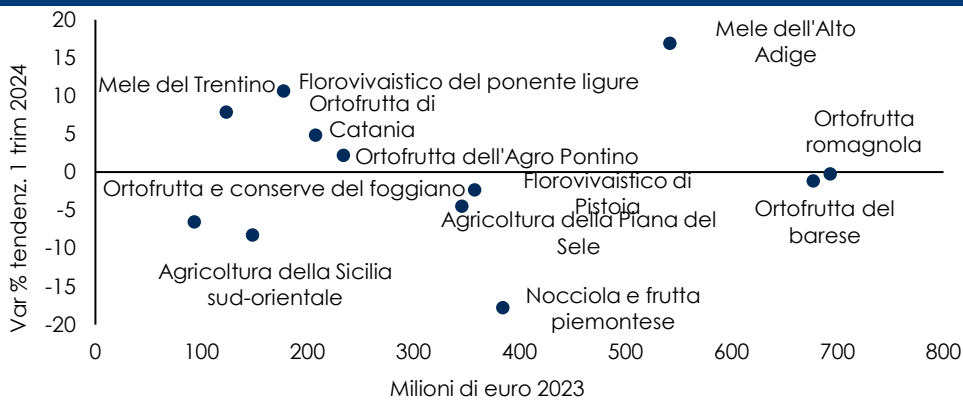 Var % tendenz. 1 trim 2024
20
15
10
5
0
-5
-10
-15
-20
Mele dell'Alto
Adige
Mele del Trentino
Florovivaistico del ponente ligure
Ortofrutta di
Catania
Ortofrutta
romagnola
Ortofrutta dell'Agro Pontino
Ortofrutta e conserve del foggiano
Florovivaistico di
Pistoia
Agricoltura della Piana del
Sele
Ortofrutta del
barese
Agricoltura della Sicilia
sud-orientale
Nocciola e frutta
piemontese
0
100
200
300
400
500
600
700
800
Milioni di euro 2023